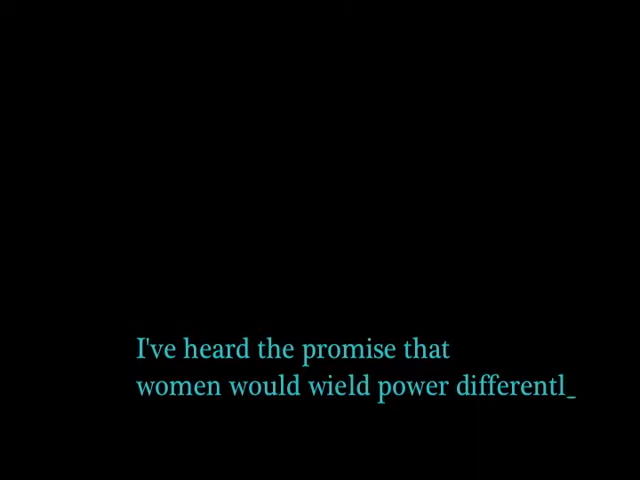 I've heard the promise that
women would wield power differentl_